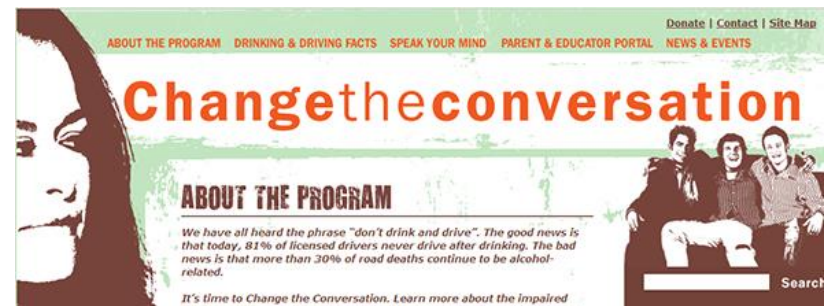 Donate | Contact | Site Map
ABOUT THE PROGRAM DRINKING & DRIVING FACTS SPEAK YOUR MIND PARENT & EDUCATOR PORTAL NEWS & EVENTS
Changetheconversation
ABOUT THE PROGRAM
We have all heard the phrase "don't drink and drive". The good news is
that today, 81% of licensed drivers never drive after drinking. The bad
news is that more than 30% of road deaths continue to be alcohol-
related.
It's time to Change the Conversation. Learn more about the impaired
Search